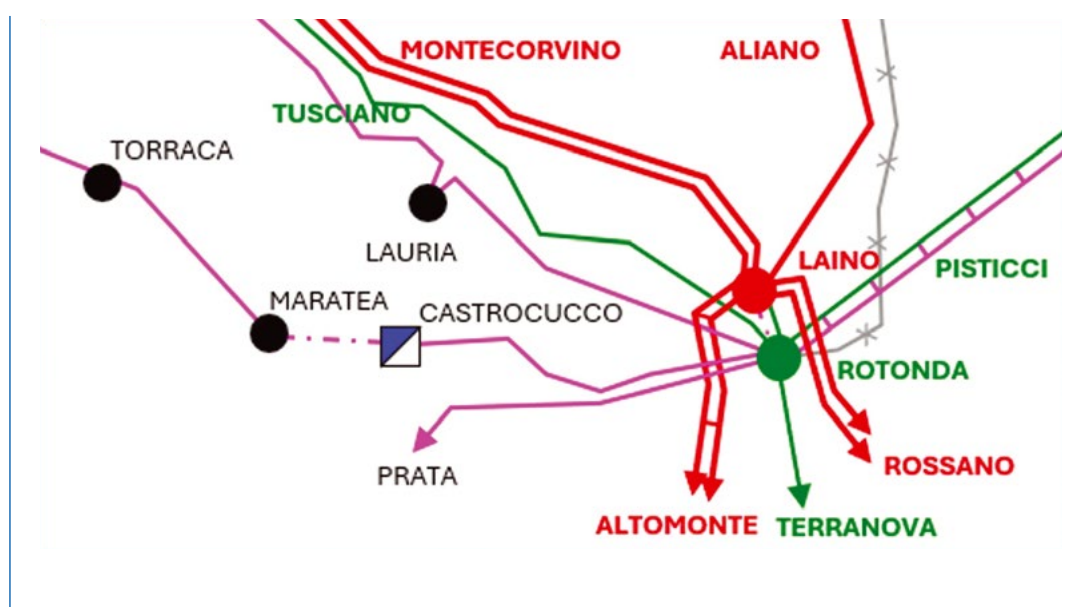 MONTECORVINO
ALIANO
TUSCIANO
TORRACA
LAURIA
LAINO
PISTICCI
MARATEA
CASTROCUCCO
ROTONDA
PRATA
ROSSANO
ALTOMONTE
TERRANOVA